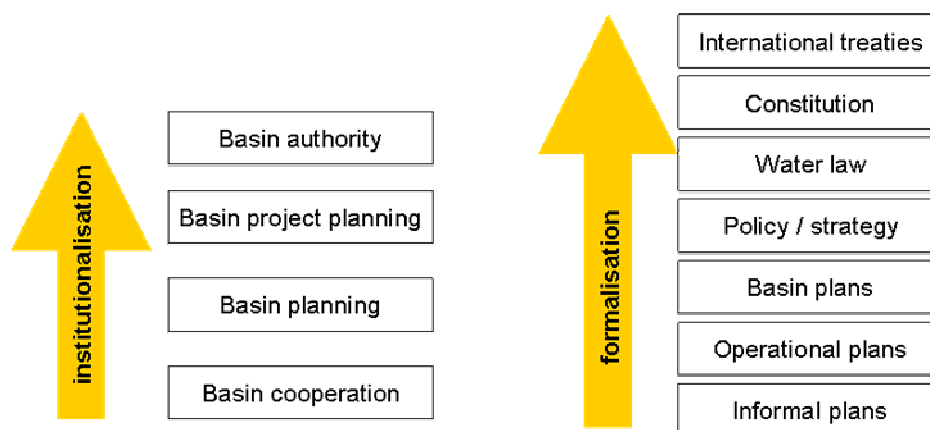 institutionalisation
Basin authority
Basin project planning
Basin planning
Basin cooperation
formalisation
International treaties
Constitution
Water law
Policy / strategy
Basin plans
Operational plans
Informal plans